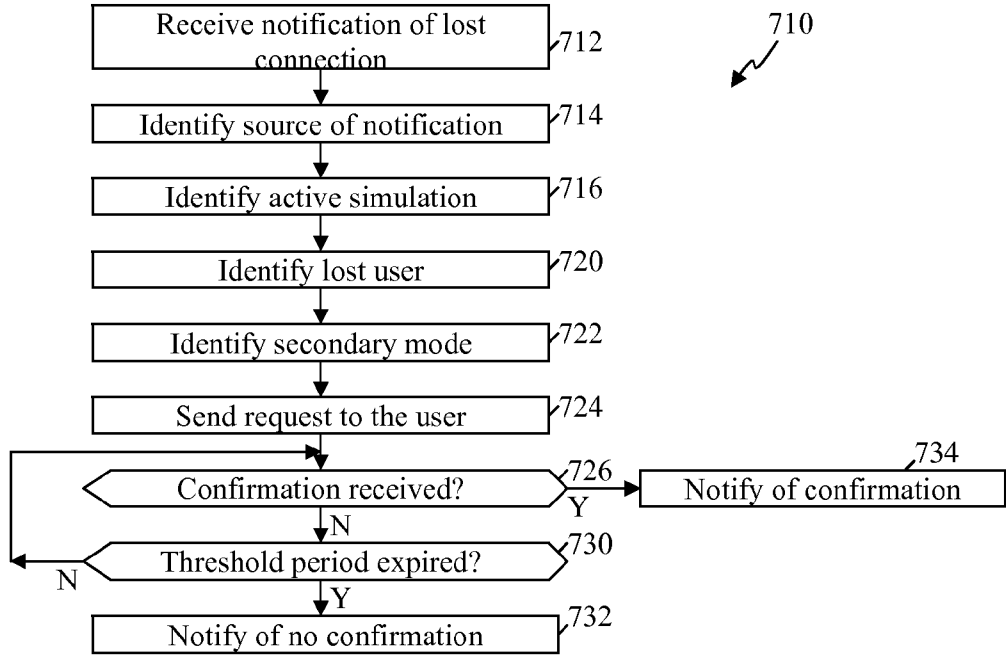 Receive notification of lost
connection
712
710
Identify source of notification
714
Identify active simulation
716
Identify lost user
720
Identify secondary mode
722
Send request to the user
724
Confirmation received?
726
Y
734
Notify of confirmation
N
Threshold period expired?
730
N
Y
Notify of no confirmation
732